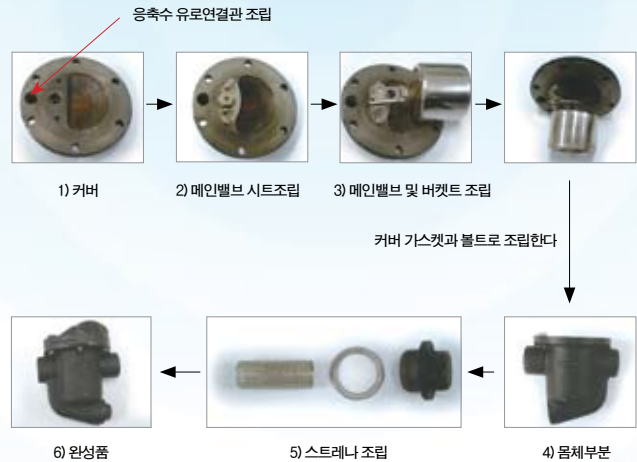 응축수 유로연결관 조립
1) 커버
2) 메인밸브 시트조립
3) 메인밸브 및 버켓트 조립
커버 가스켓과 볼트로 조립한다
6) 완성품
5) 스트레나 조립
4) 몸체부분